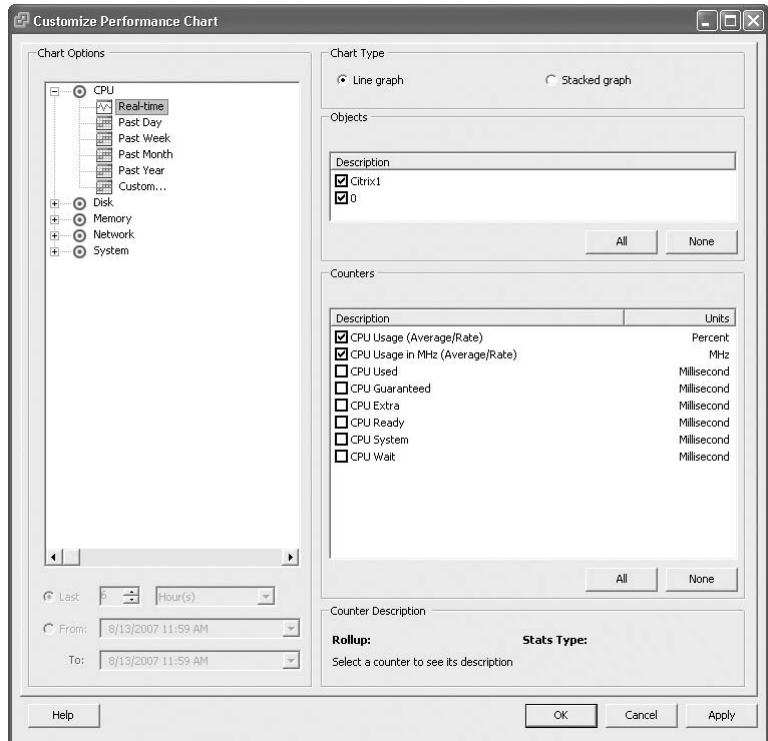 Customize Performance Chart
Chart Options
CPU
Real-time
Past Day
Past Week
Past Month
Past Year
Custom...
Disk
Memory
Network
System
Last 6 Hour(s)
From: 8/13/2007 11:59 AM
To: 8/13/2007 11:59 AM
Chart Type
Line graph Stacked graph
Objects
Description
Citrix1
0
All None
Counters
Description Units
CPU Usage (Average/Rate) Percent
CPU Usage in MHz (Average/Rate) MHz
CPU Used Millisecond
CPU Guaranteed Millisecond
CPU Extra Millisecond
CPU Ready Millisecond
CPU System Millisecond
CPU Wait Millisecond
All None
Counter Description
Rollup: Stats Type:
Select a counter to see its description
Help OK Cancel Apply